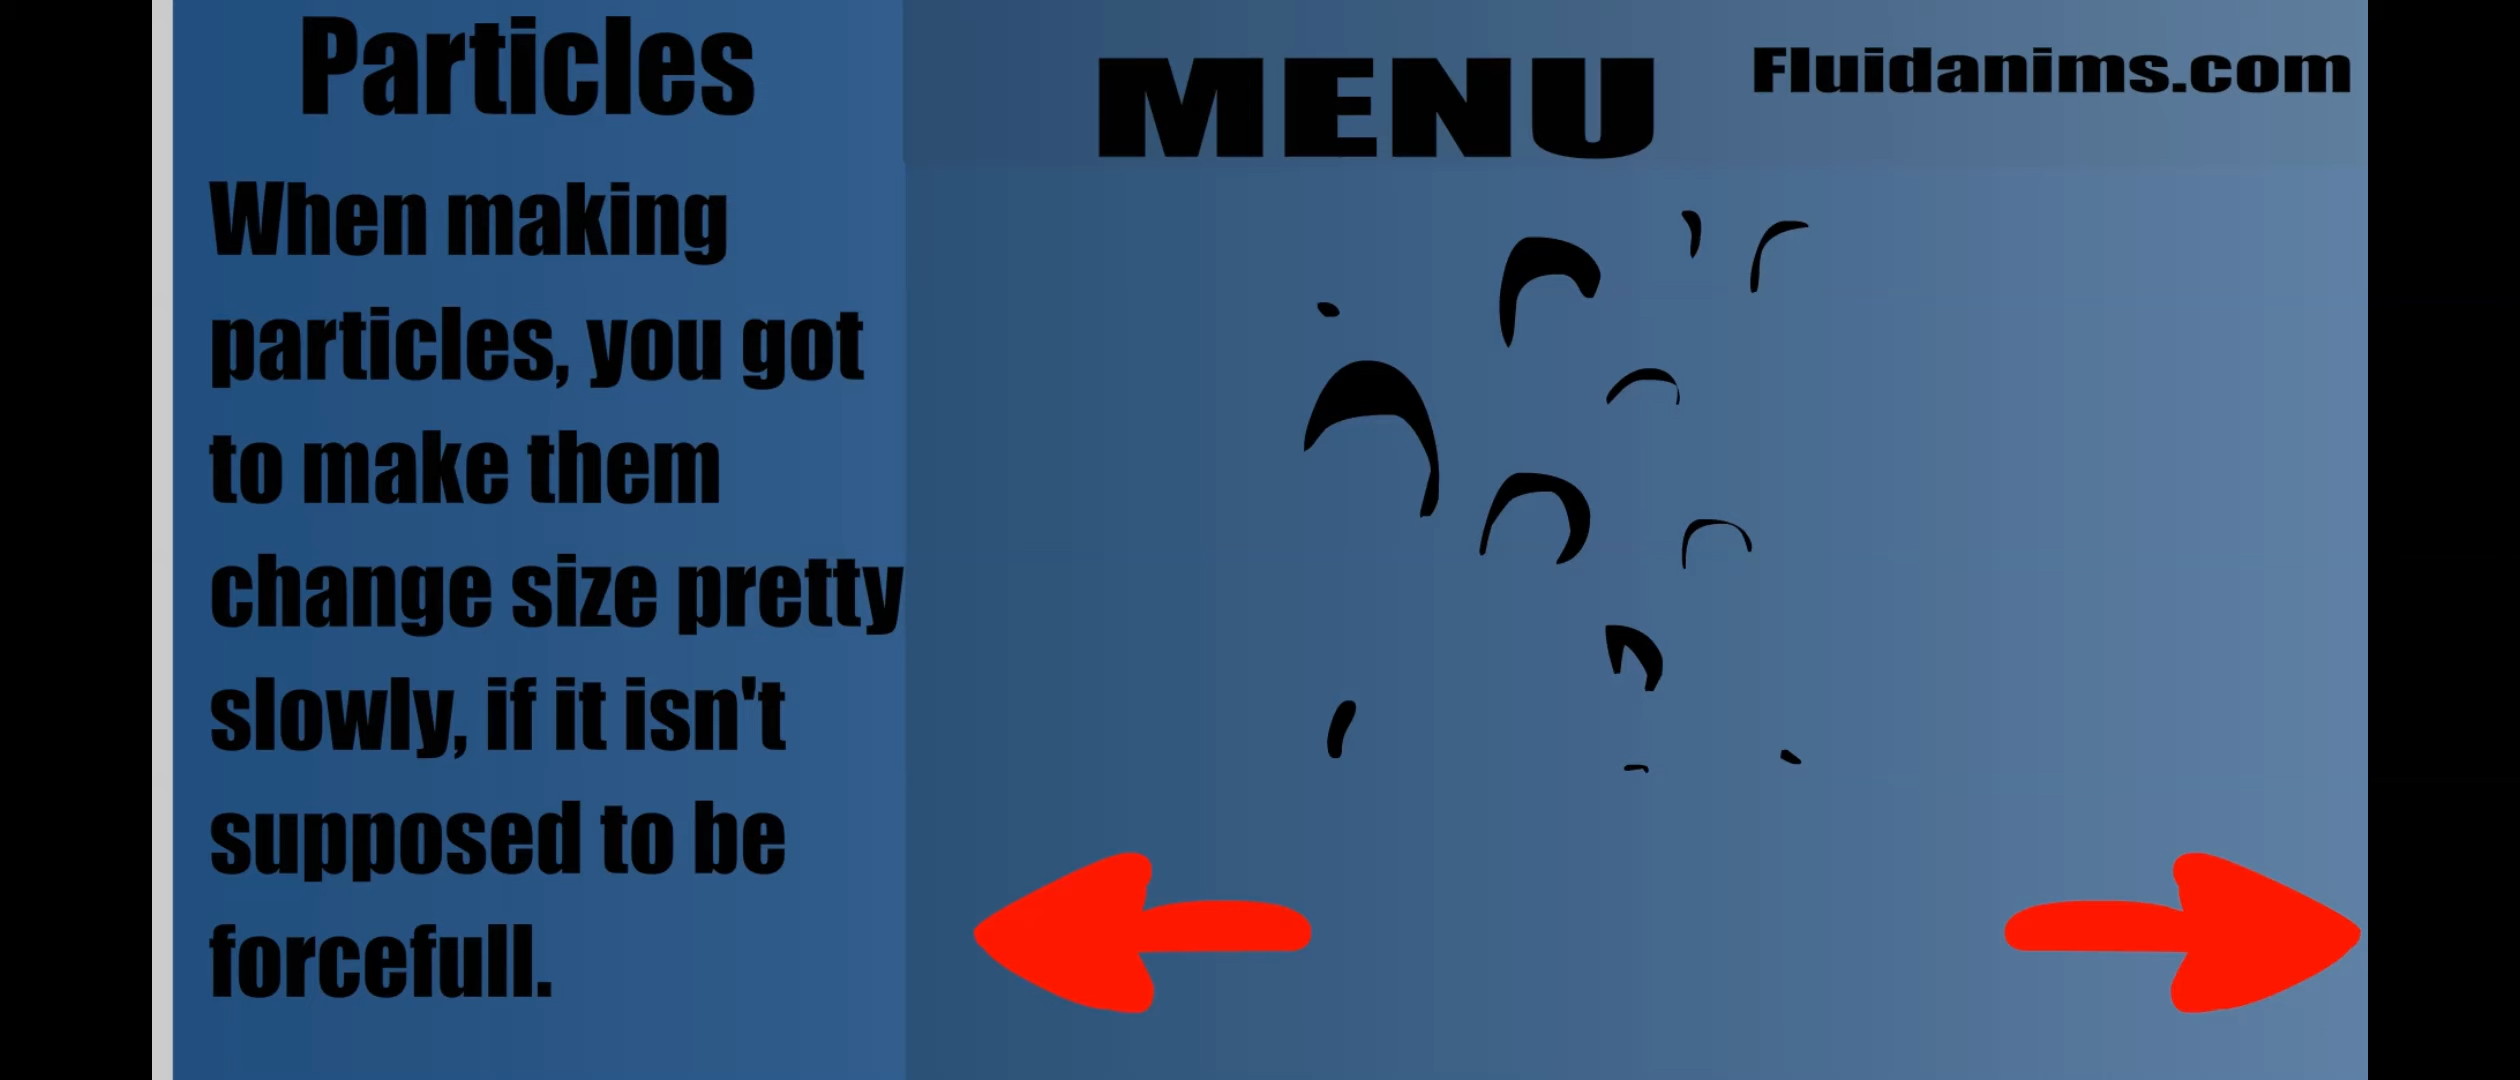 Particles
When making
particles, you got
to make them
change size pretty
slowly, if it isn't
supposed to be
forcefull.
MENU
Fluidanims.com